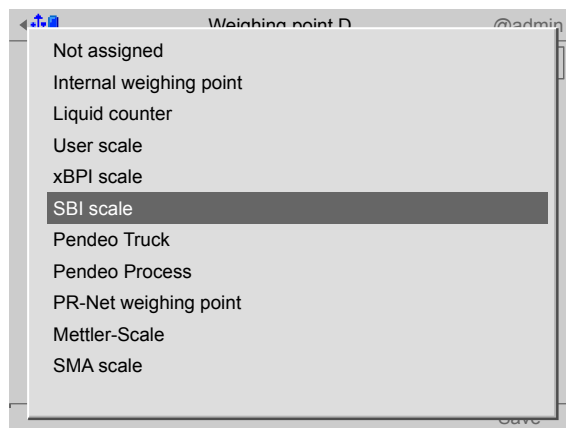 Weighing point D @admin
Not assigned
Internal weighing point
Liquid counter
User scale
xBPI scale
SBI scale
Pendeo Truck
Pendeo Process
PR-Net weighing point
Mettler-Scale
SMA scale
Save